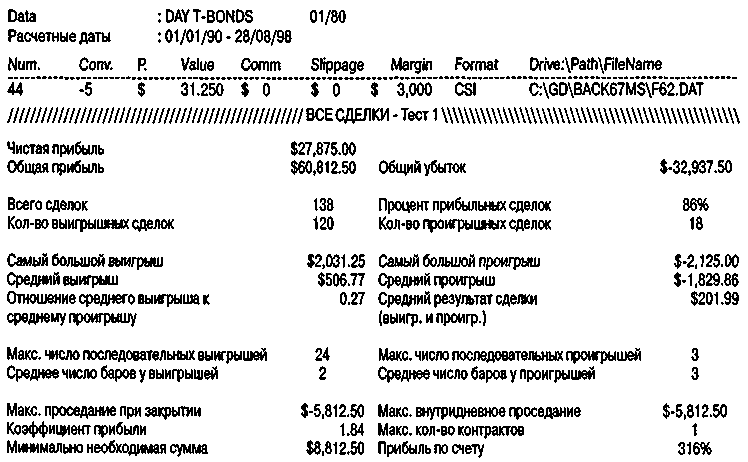 Data : DAY T-BONDS 01/80
Расчетные даты : 01/01/90 - 28/08/98
Num. Conv. P. Value Comm Slippage Margin Format Drive:\Path\FileName
44 -5 $ 31.250 $ 0 $ 0 $ 3,000 CSI C:\GD\BACK67MS\F62.DAT
////////////////////////////////////////////////// ВСЕ СДЕЛКИ - Тест 1 \\\\\\\\\\\\\\\\\\\\\\\\\\\\\\\\\\\\\\\\\\\\\\\\\\
Чистая прибыль $27,875.00
Общая прибыль $60,812.50 Общий убыток $-32,937.50
Всего сделок 138 Процент прибыльных сделок 86%
Кол-во выигрышных сделок 120 Кол-во проигрышных сделок 18
Самый большой выигрыш $2,031.25 Самый большой проигрыш $-2,125.00
Средний выигрыш $506.77 Средний проигрыш $-1,829.86
Отношение среднего выигрыша к 0.27 Средний результат сделки $201.99
среднему проигрышу (выигр. и проигр.)
Макс. число последовательных выигрышей 24 Макс. число последовательных проигрышей 3
Среднее число баров у выигрышей 2 Среднее число баров у проигрышей 3
Макс. проседание при закрытии $-5,812.50 Макс. внутридневное проседание $-5,812.50
Коэффициент прибыли 1.84 Макс. кол-во контрактов 1
Минимально необходимая сумма $8,812.50 Прибыль по счету 316%